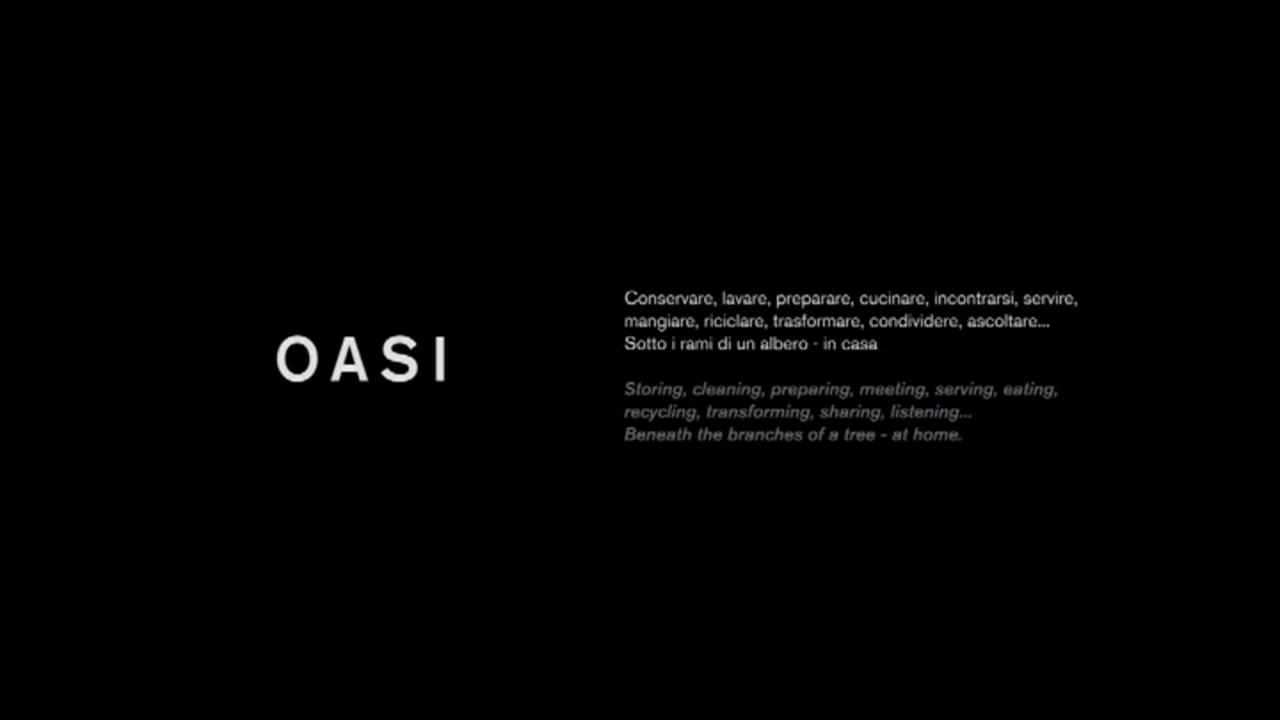 OASI
Conservare, lavare, preparare, cucinare, incontrarsi, servire,
mangiare, riciclare, trasformare, condividere, ascoltare...
Sotto i rami di un albero - in casa
Storing, cleaning, preparing, meeting, serving, eating,
recycling, transforming, sharing, listening...
Beneath the branches of a tree - at home.